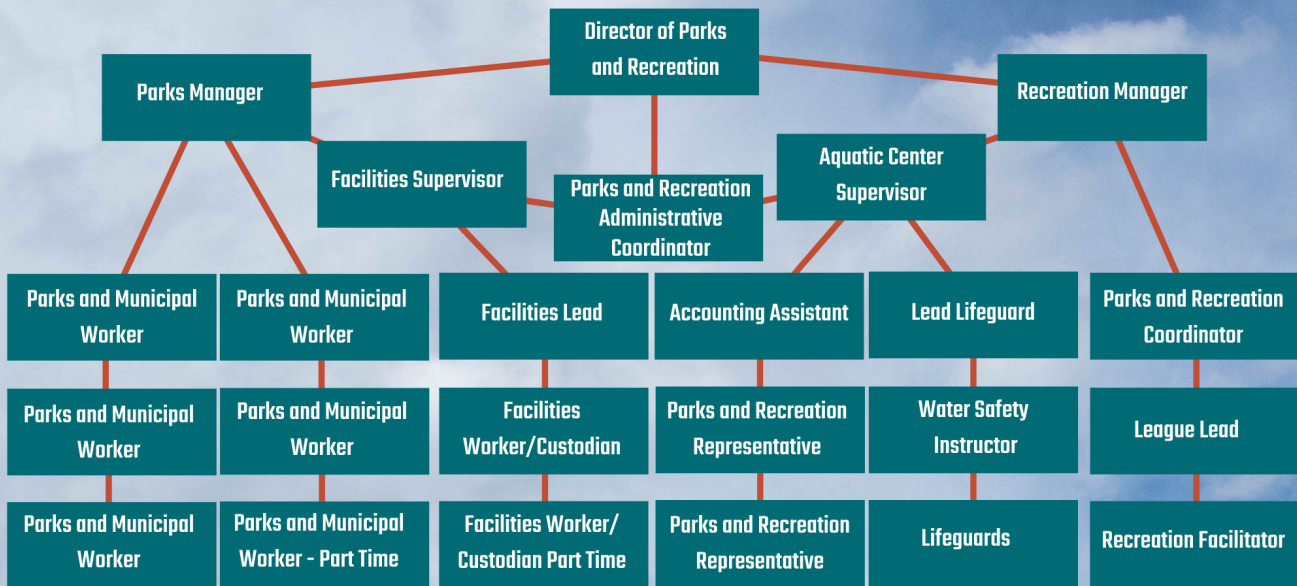 Director of Parks
and Recreation
Parks Manager
Recreation Manager
Facilities Supervisor
Aquatic Center
Supervisor
Parks and Recreation
Administrative
Coordinator
Parks and Municipal
Worker
Parks and Municipal
Worker
Facilities Lead
Accounting Assistant
Lead Lifeguard
Parks and Recreation
Coordinator
Parks and Municipal
Worker
Parks and Municipal
Worker
Facilities
Worker/Custodian
Parks and Recreation
Representative
Water Safety
Instructor
League Lead
Parks and Municipal
Worker
Parks and Municipal
Worker - Part Time
Facilities Worker/
Custodian Part Time
Parks and Recreation
Representative
Lifeguards
Recreation Facilitator